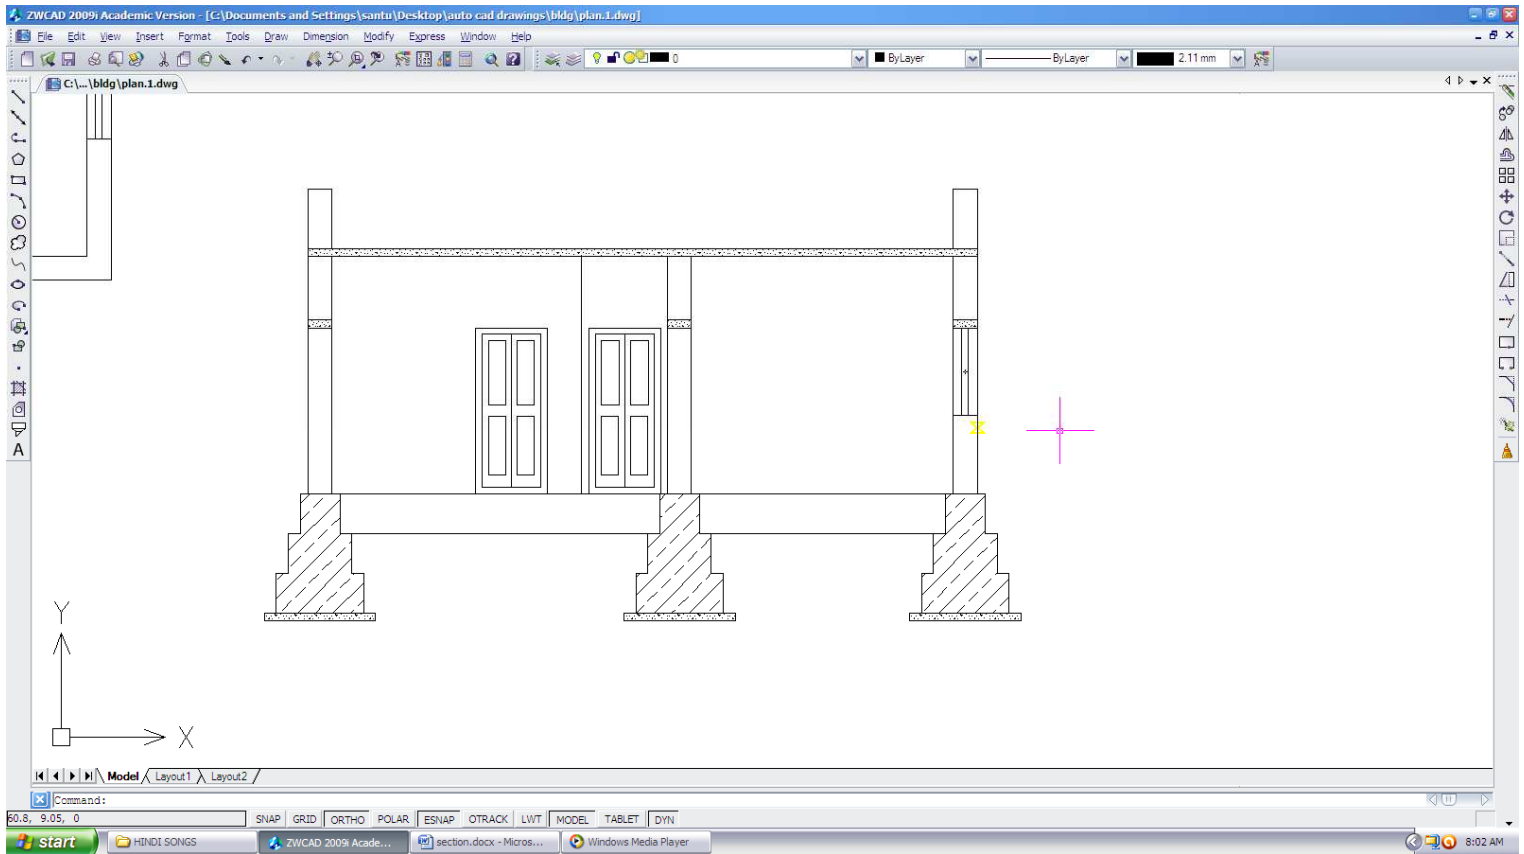 ZWCAD 2009i Academic Version - [C:\Documents and Settings\santu\Desktop\auto cad drawings\bldg\plan.1.dwg]
File Edit View Insert Format Tools Draw Dimension Modify Express Window Help
0 ByLayer ByLayer 2.11 mm
C:\...\bldg\plan.1.dwg
A
Y
X
Model Layout1 Layout2
Command:
60.8, 9.05, 0 SNAP GRID ORTHO POLAR ESNAP OTRACK LWT MODEL TABLET DYN
start HINDI SONGS ZWCAD 2009i Acade... section.docx - Micros... Windows Media Player 8:02 AM